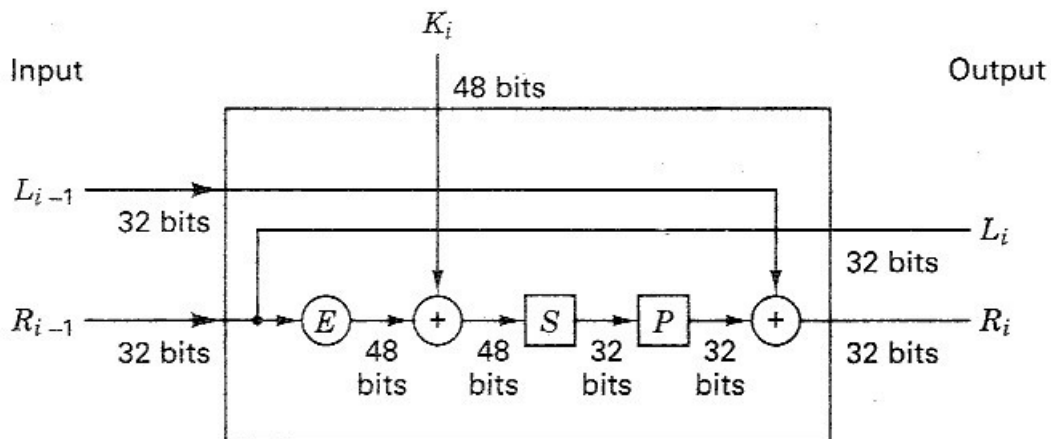 K_i
Input
Output
48 bits
L_{i-1}
32 bits
L_i
32 bits
R_{i-1}
E
+
S
P
+
R_i
32 bits
48 bits
48 bits
32 bits
32 bits
32 bits